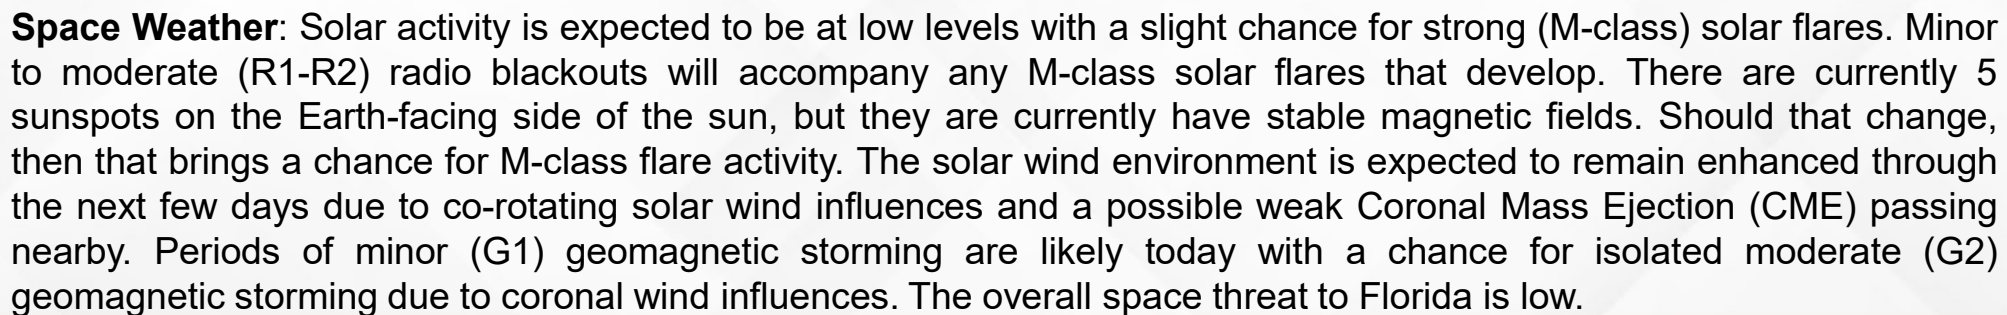 Space Weather: Solar activity is expected to be at low levels with a slight chance for strong (M-class) solar flares. Minor
to moderate (R1-R2) radio blackouts will accompany any M-class solar flares that develop. There are currently 5
sunspots on the Earth-facing side of the sun, but they are currently have stable magnetic fields. Should that change,
then that brings a chance for M-class flare activity. The solar wind environment is expected to remain enhanced through
the next few days due to co-rotating solar wind influences and a possible weak Coronal Mass Ejection (CME) passing
nearby. Periods of minor (G1) geomagnetic storming are likely today with a chance for isolated moderate (G2)
geomagnetic storming due to coronal wind influences. The overall space threat to Florida is low.